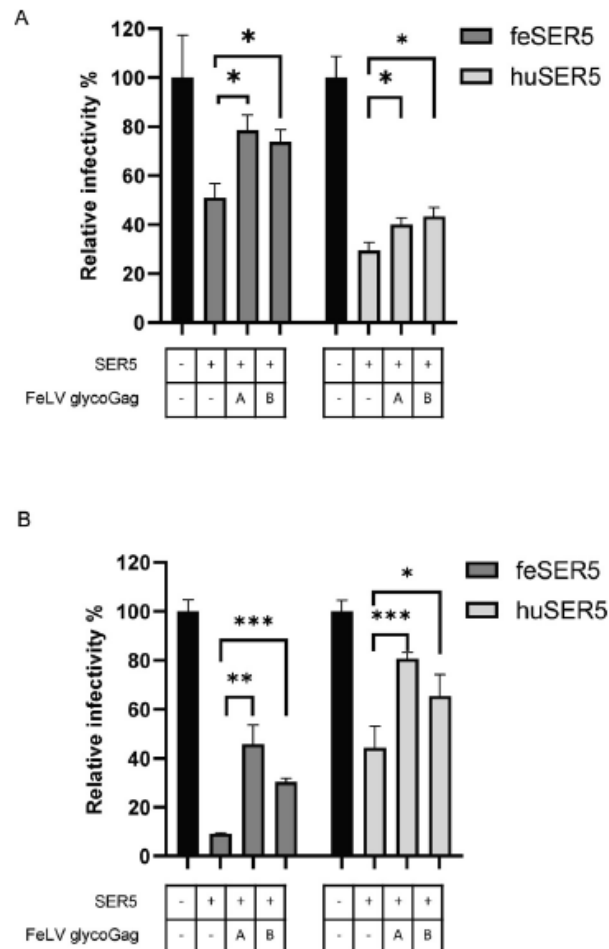 A
120
100
80
60
40
20
0
Relative infectivity %
* * * *
feSER5
huSER5
SER5 - + + + - + + +
FeLV glycoGag - - A B - - A B
B
120
100
80
60
40
20
0
Relative infectivity %
*** ** * ***
feSER5
huSER5
SER5 - + + + - + + +
FeLV glycoGag - - A B - - A B